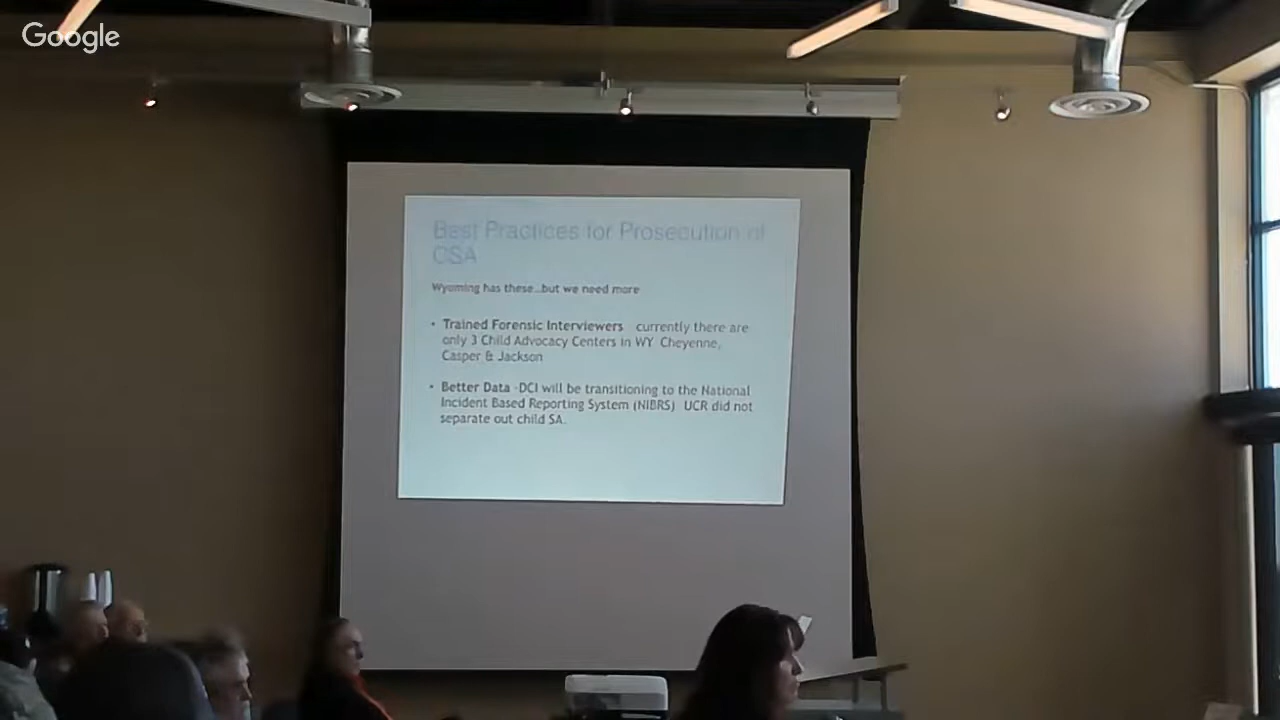 Google
Best Practices for Prosecution of
CSA
Wyoming has these...but we need more
• Trained Forensic Interviewers currently there are
only 3 Child Advocacy Centers in WY Cheyenne,
Casper & Jackson
• Better Data -DCI will be transitioning to the National
Incident Based Reporting System (NIBRS) UCR did not
separate out child SA.